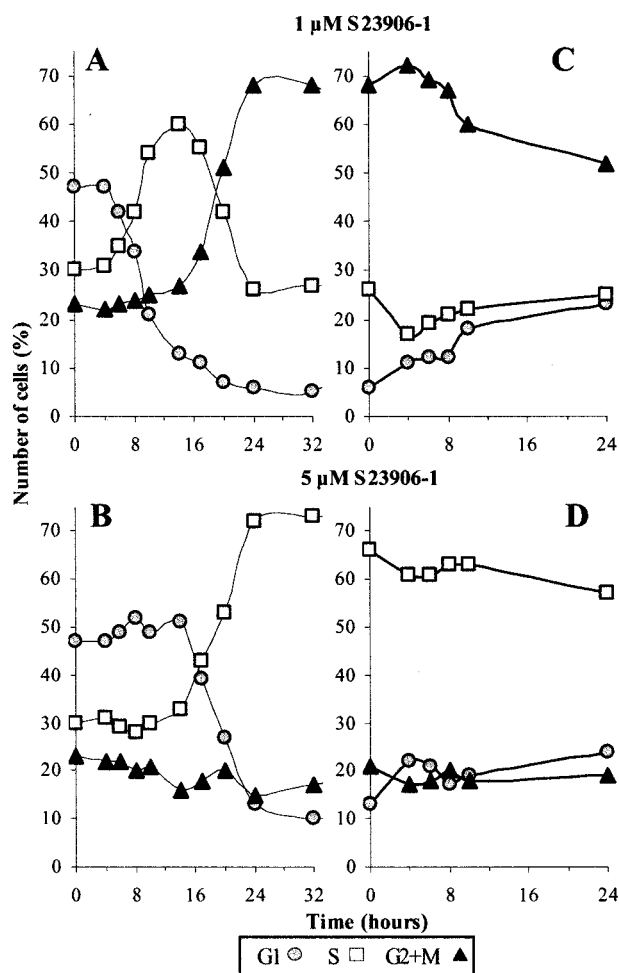 1 µM S23906-1
A
C
70
60
50
40
30
20
10
0
0 8 16 24 32
0 8 16 24
Number of cells (%)
5 µM S23906-1
B
D
70
60
50
40
30
20
10
0
0 8 16 24 32
0 8 16 24
Time (hours)
G1 S G2+M